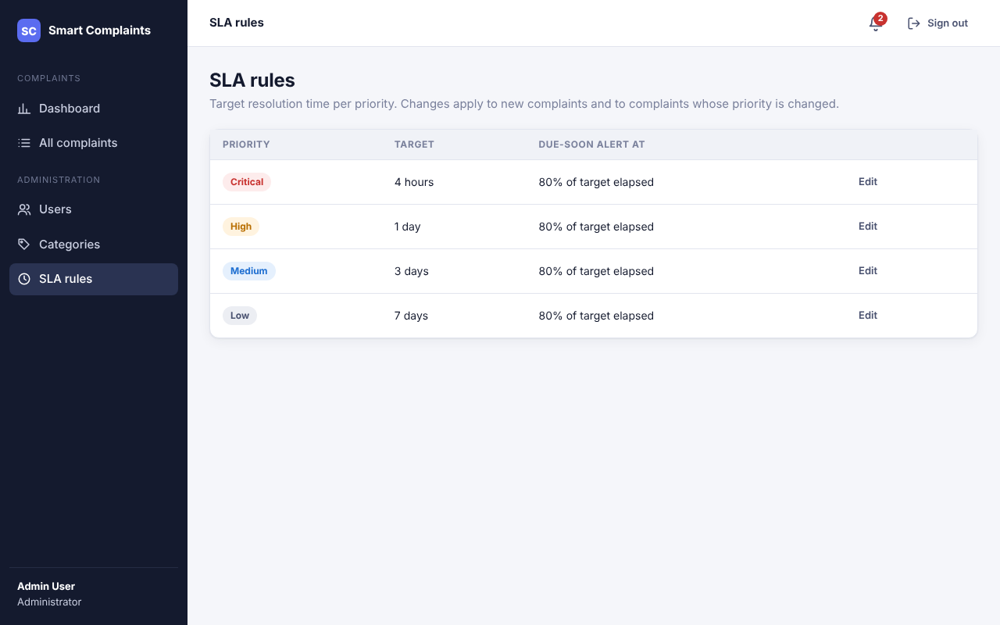 SC Smart Complaints
COMPLAINTS
Dashboard
All complaints
ADMINISTRATION
Users
Categories
SLA rules
Admin User
Administrator
SLA rules
2
Sign out
SLA rules
Target resolution time per priority. Changes apply to new complaints and to complaints whose priority is changed.
PRIORITY TARGET DUE-SOON ALERT AT
Critical 4 hours 80% of target elapsed Edit
High 1 day 80% of target elapsed Edit
Medium 3 days 80% of target elapsed Edit
Low 7 days 80% of target elapsed Edit